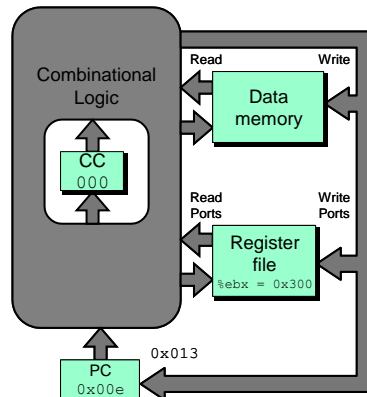 Combinational
Logic
CC
000
Read
Write
Data
memory
Read
Ports
Write
Ports
Register
file
%ebx = 0x300
0x013
PC
0x00e